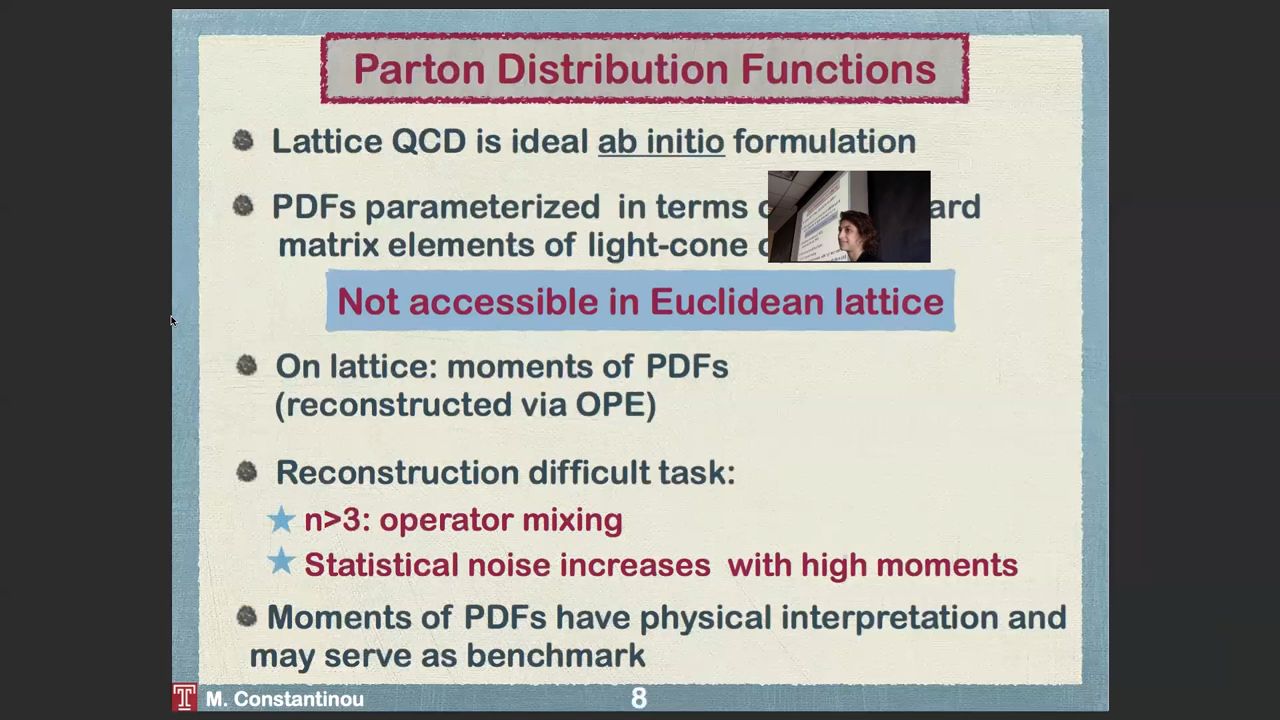 Parton Distribution Functions
Lattice QCD is ideal ab initio formulation
PDFs parameterized in terms
matrix elements of light-cone
Not accessible in Euclidean lattice
On lattice: moments of PDFs
(reconstructed via OPE)
Reconstruction difficult task:
n>3: operator mixing
Statistical noise increases with high moments
Moments of PDFs have physical interpretation and
may serve as benchmark
M. Constantinou
8